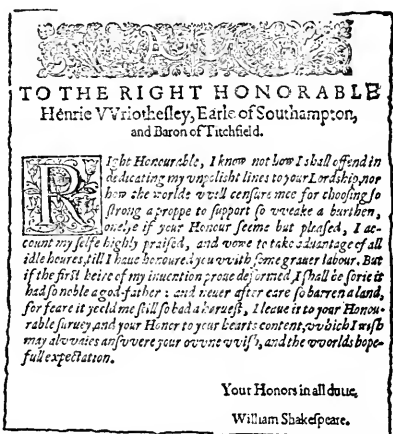 TO THE RIGHT HONORABLE
Henrie VVriothesley, Earle of Southampton,
and Baron of Titchfield.
Right Honourable, I know not how I shall offend in
dedicating my vnpolisht lines to your Lordship, nor
how the worlde vvill censure mee for choosing so
strong a proppe to support so vveake a burthen,
onelye if your Honour seeme but pleased, I ac-
count my selfe highly praised, and vowe to take aduantage of all
idle houres, till I haue honoured you vvith some grauer labour. But
if the first heire of my inuention proue deformed, I shall be sorie it
had so noble a god-father: and neuer after eare so barren a land,
for feare it yeeld me still so bad a haruest, I leaue it to your Honou-
rable suruey, and your Honor to your hearts content, vvhich I wish
may alvvaies ansvvere your ovvne vvish, and the vvorlds hope-
full expectation.
Your Honors in all dutie,
William Shakespeare.